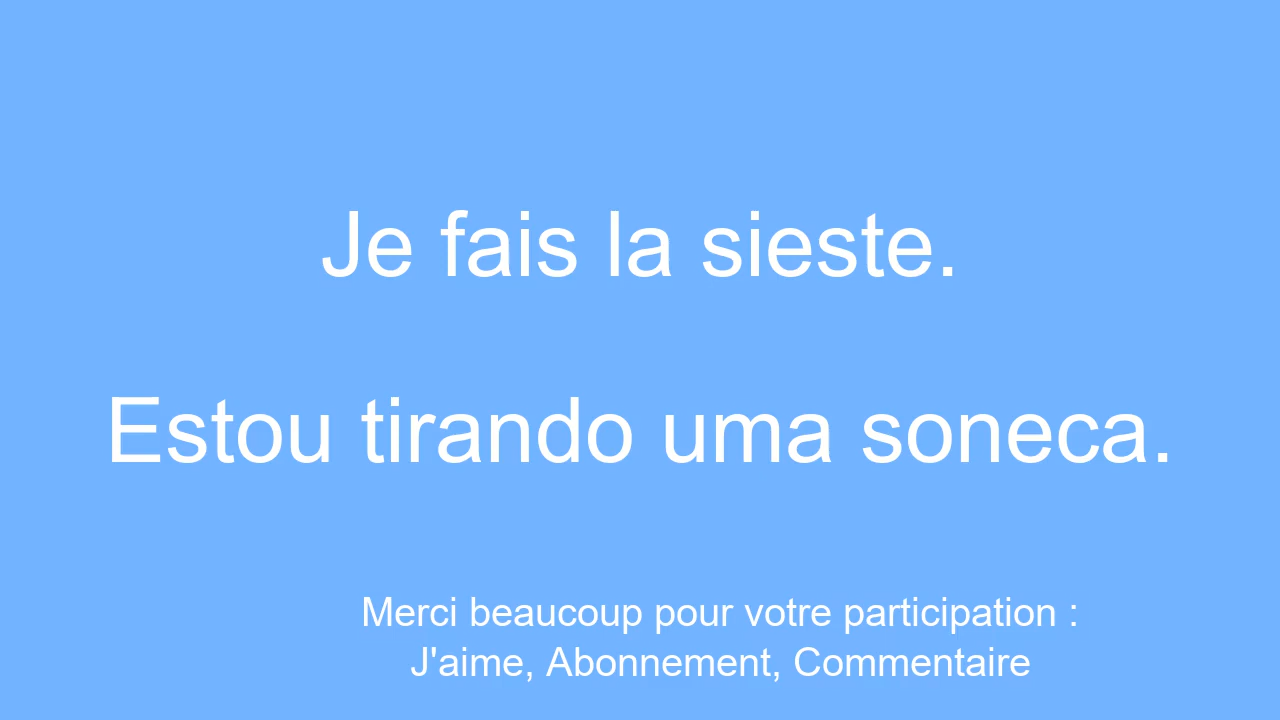 Je fais la sieste.
Estou tirando uma soneca.
Merci beaucoup pour votre participation :
J'aime, Abonnement, Commentaire